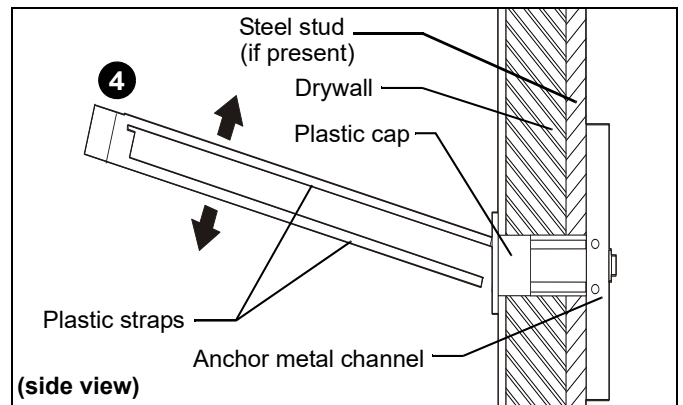 Steel stud
(if present)
4
Drywall
Plastic cap
Plastic straps
Anchor metal channel
(side view)